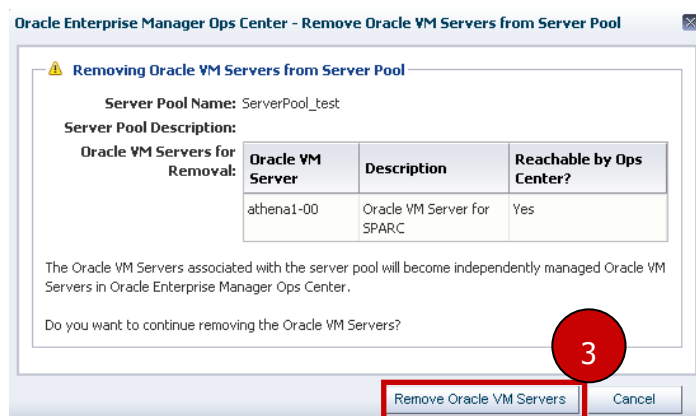 Oracle Enterprise Manager Ops Center - Remove Oracle VM Servers from Server Pool
Removing Oracle VM Servers from Server Pool
Server Pool Name: ServerPool_test
Server Pool Description:
Oracle VM Servers for
Removal:
Oracle VM
Server
Description
Reachable by Ops
Center?
athena1-00
Oracle VM Server for
SPARC
Yes
The Oracle VM Servers associated with the server pool will become independently managed Oracle VM
Servers in Oracle Enterprise Manager Ops Center.
Do you want to continue removing the Oracle VM Servers?
3
Remove Oracle VM Servers
Cancel